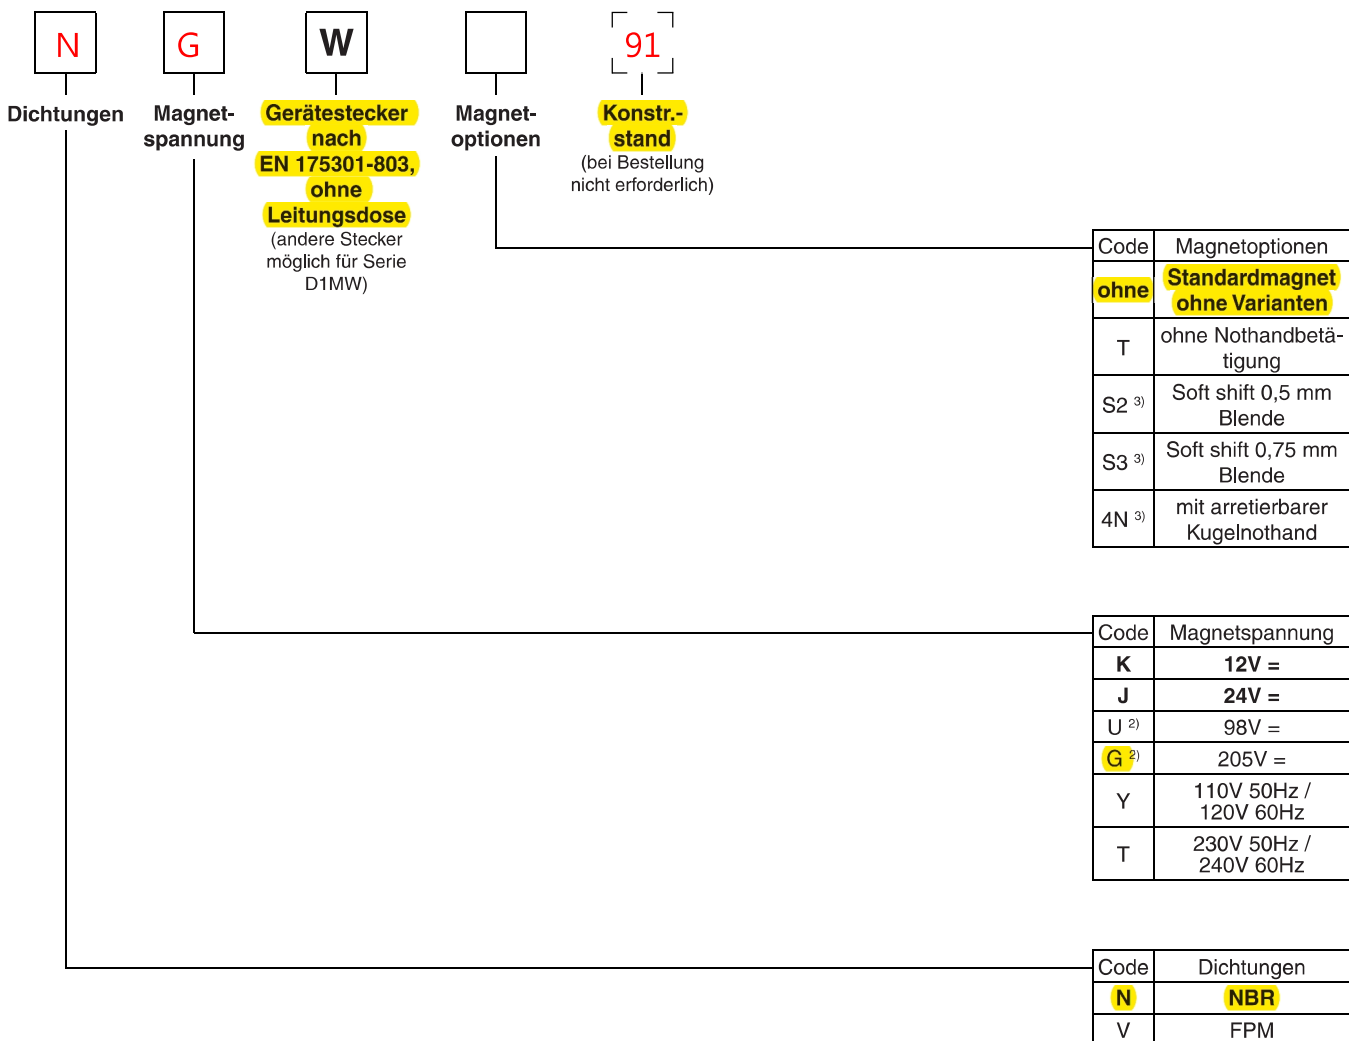 N G W 91
Dichtungen
Magnet-
spannung
Gerätestecker
nach
EN 175301-803,
ohne
Leitungsdose
(andere Stecker
möglich für Serie
D1MW)
Magnet-
optionen
Konstr.-
stand
(bei Bestellung
nicht erforderlich)
Code Magnetoptionen
ohne Standardmagnet
ohne Varianten
T ohne Nothandbetä-
tigung
S2 3) Soft shift 0,5 mm
Blende
S3 3) Soft shift 0,75 mm
Blende
4N 3) mit arretierbarer
Kugelnothand
Code Magnetspannung
K 12V =
J 24V =
U 2) 98V =
G 2) 205V =
Y 110V 50Hz /
120V 60Hz
T 230V 50Hz /
240V 60Hz
Code Dichtungen
N NBR
V FPM